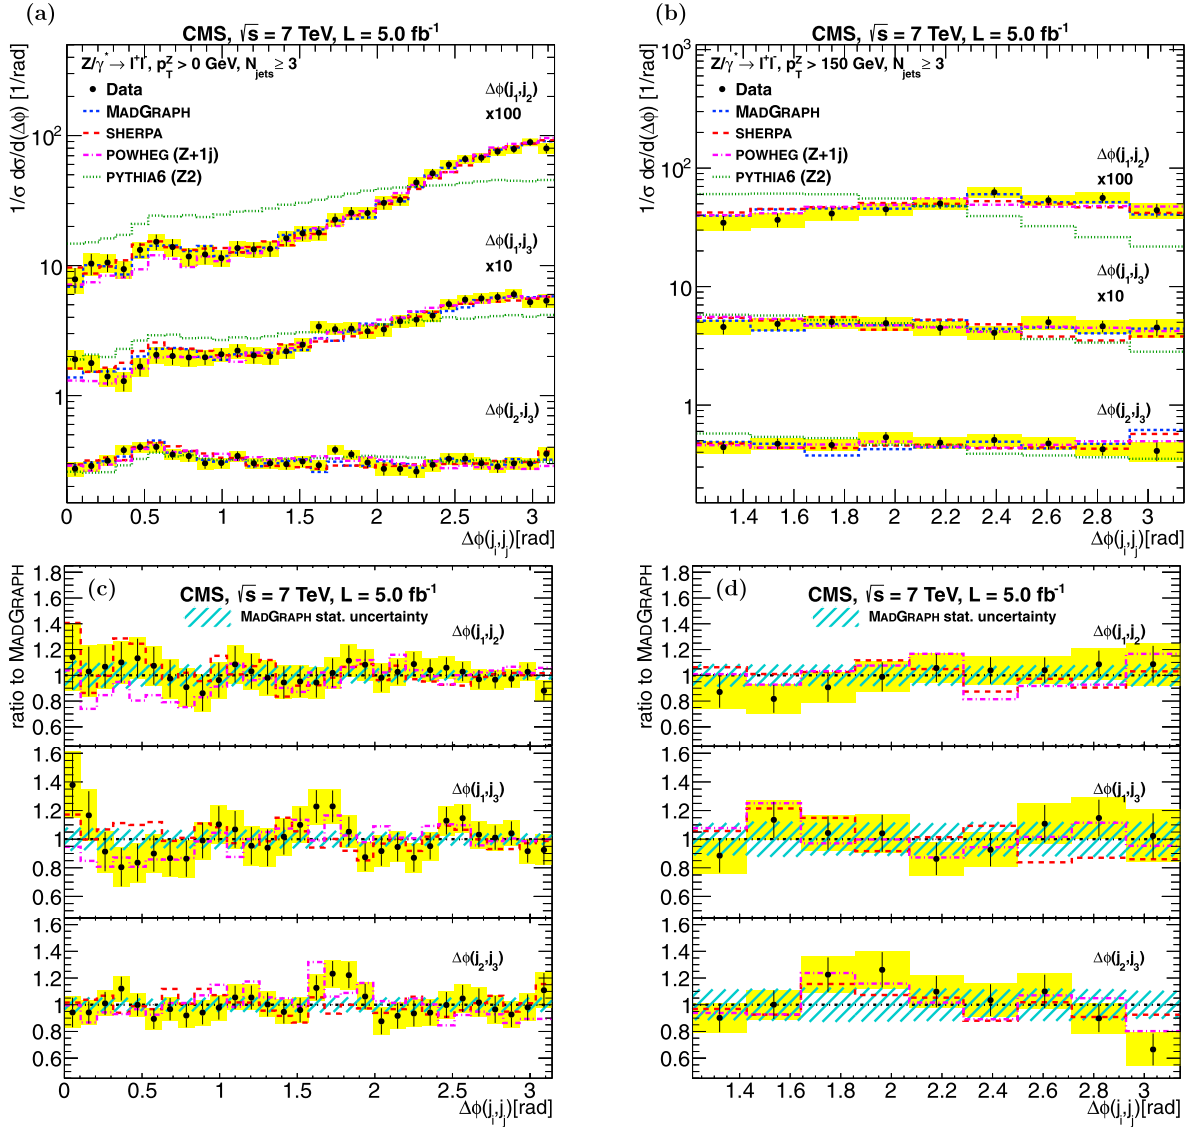 (a)
CMS, √s = 7 TeV, L = 5.0 fb⁻¹
1/σ dσ/d(Δϕ) [1/rad]
Z/γ* → l⁺l⁻, p_T^Z > 0 GeV, N_jets ≥ 3
Data
MADGRAPH
SHERPA
POWHEG (Z+1j)
PYTHIA6 (Z2)
Δϕ(j₁,j₂)
x100
Δϕ(j₁,j₃)
x10
Δϕ(j₂,j₃)
10²
10
1
0 0.5 1 1.5 2 2.5 3
Δϕ(j_i,j_j)[rad]
(b)
CMS, √s = 7 TeV, L = 5.0 fb⁻¹
1/σ dσ/d(Δϕ) [1/rad]
Z/γ* → l⁺l⁻, p_T^Z > 150 GeV, N_jets ≥ 3
Data
MADGRAPH
SHERPA
POWHEG (Z+1j)
PYTHIA6 (Z2)
Δϕ(j₁,j₂)
x100
Δϕ(j₁,j₃)
x10
Δϕ(j₂,j₃)
10³
10²
10
1
1.4 1.6 1.8 2 2.2 2.4 2.6 2.8 3
Δϕ(j_i,j_j)[rad]
(c)
CMS, √s = 7 TeV, L = 5.0 fb⁻¹
MADGRAPH stat. uncertainty
ratio to MADGRAPH
Δϕ(j₁,j₂)
1.8
1.6
1.4
1.2
1
0.8
0.6
Δϕ(j₁,j₃)
1.6
1.4
1.2
1
0.8
0.6
Δϕ(j₂,j₃)
1.6
1.4
1.2
1
0.8
0.6
0 0.5 1 1.5 2 2.5 3
Δϕ(j_i,j_j)[rad]
(d)
CMS, √s = 7 TeV, L = 5.0 fb⁻¹
MADGRAPH stat. uncertainty
ratio to MADGRAPH
Δϕ(j₁,j₂)
1.8
1.6
1.4
1.2
1
0.8
0.6
Δϕ(j₁,j₃)
1.6
1.4
1.2
1
0.8
0.6
Δϕ(j₂,j₃)
1.6
1.4
1.2
1
0.8
0.6
1.4 1.6 1.8 2 2.2 2.4 2.6 2.8 3
Δϕ(j_i,j_j)[rad]